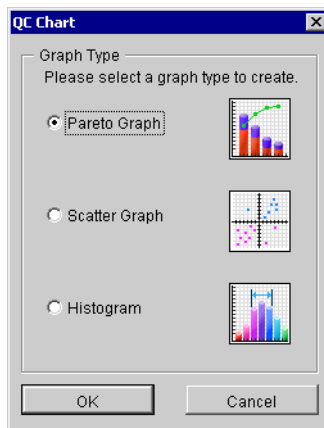 QC Chart
Graph Type
Please select a graph type to create.
Pareto Graph
Scatter Graph
Histogram
OK
Cancel